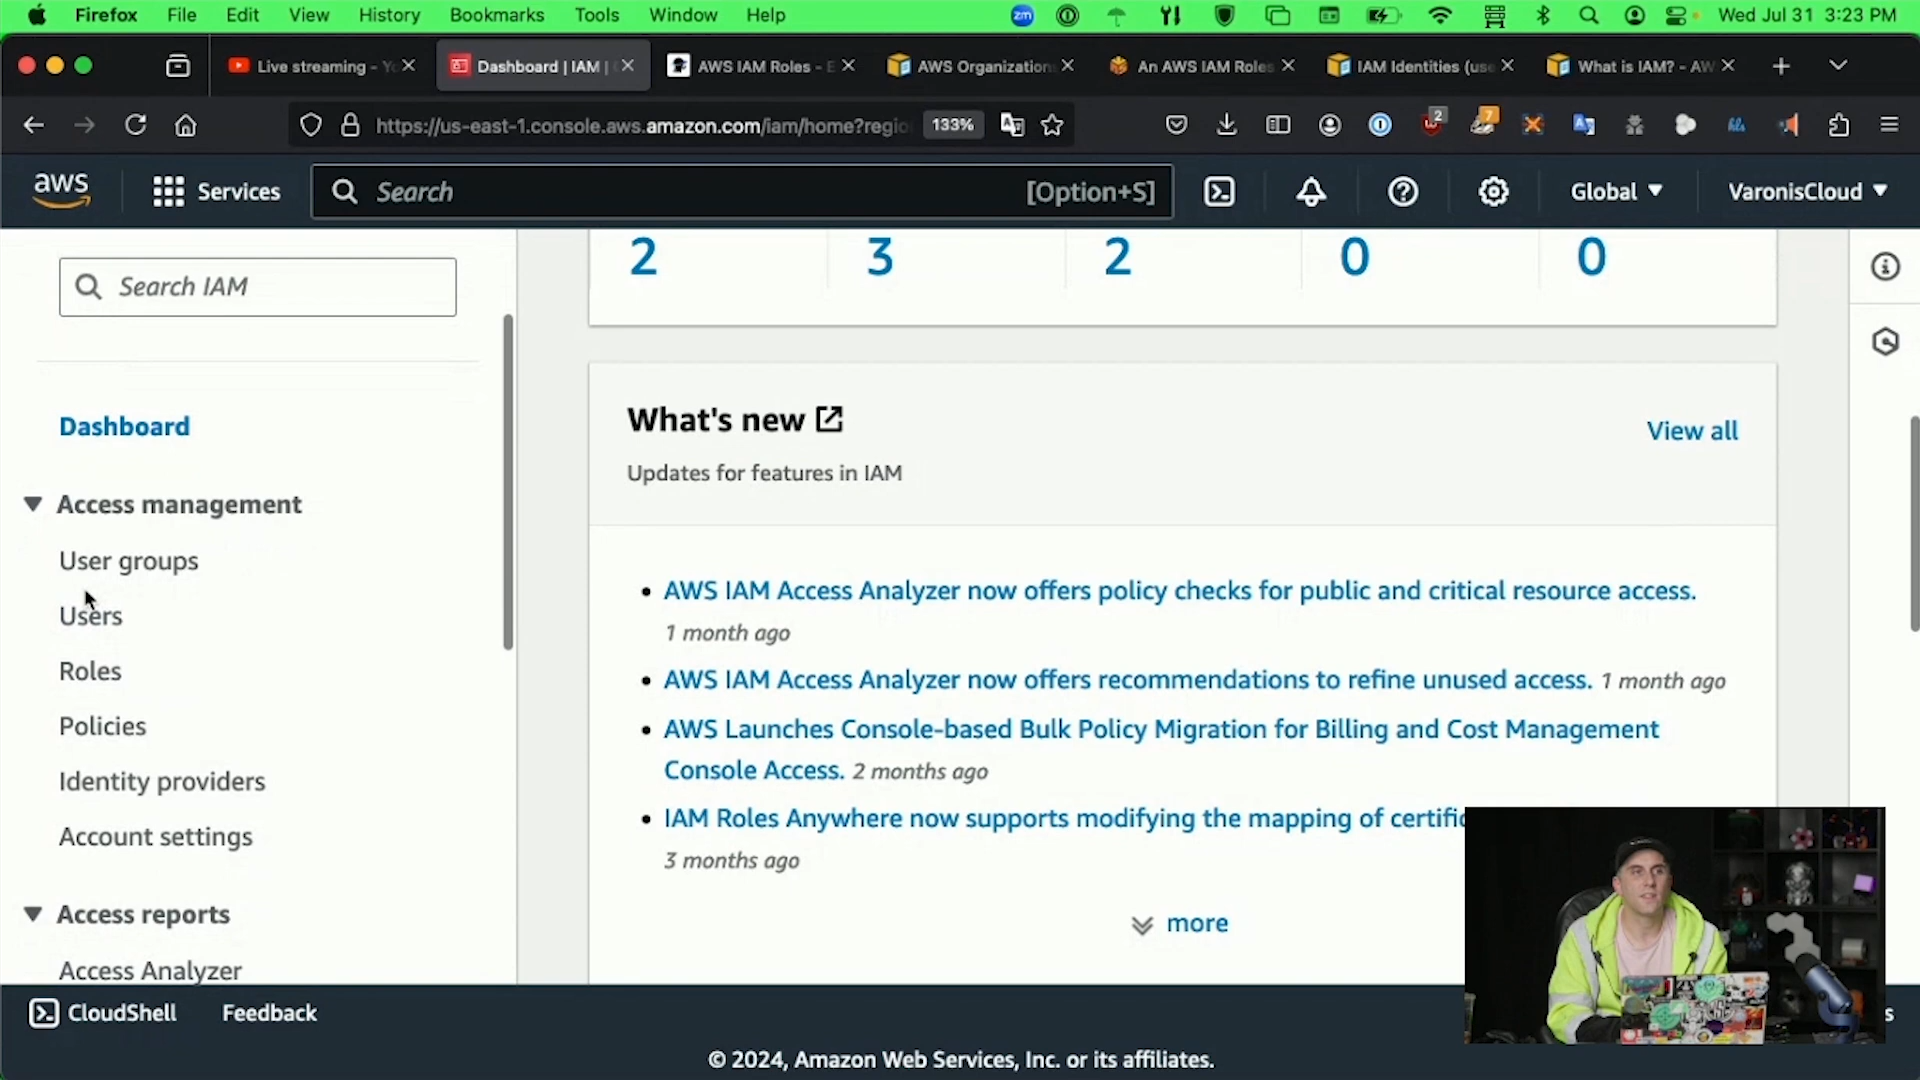 Firefox File Edit View History Bookmarks Tools Window Help zm Wed Jul 31 3:23 PM
Live streaming - Yo Dashboard | IAM | AWS IAM Roles - E AWS Organization An AWS IAM Roles IAM Identities (use What is IAM? - AW
https://us-east-1.console.aws.amazon.com/iam/home?regio 133% 2 7 hls
aws Services Search [Option+S] Global VaronisCloud
2 3 2 0 0
Search IAM
Dashboard
Access management
User groups
Users
Roles
Policies
Identity providers
Account settings
Access reports
Access Analyzer
What's new
View all
Updates for features in IAM
• AWS IAM Access Analyzer now offers policy checks for public and critical resource access.
1 month ago
• AWS IAM Access Analyzer now offers recommendations to refine unused access. 1 month ago
• AWS Launches Console-based Bulk Policy Migration for Billing and Cost Management
Console Access. 2 months ago
• IAM Roles Anywhere now supports modifying the mapping of certific
3 months ago
more
CloudShell Feedback
© 2024, Amazon Web Services, Inc. or its affiliates.